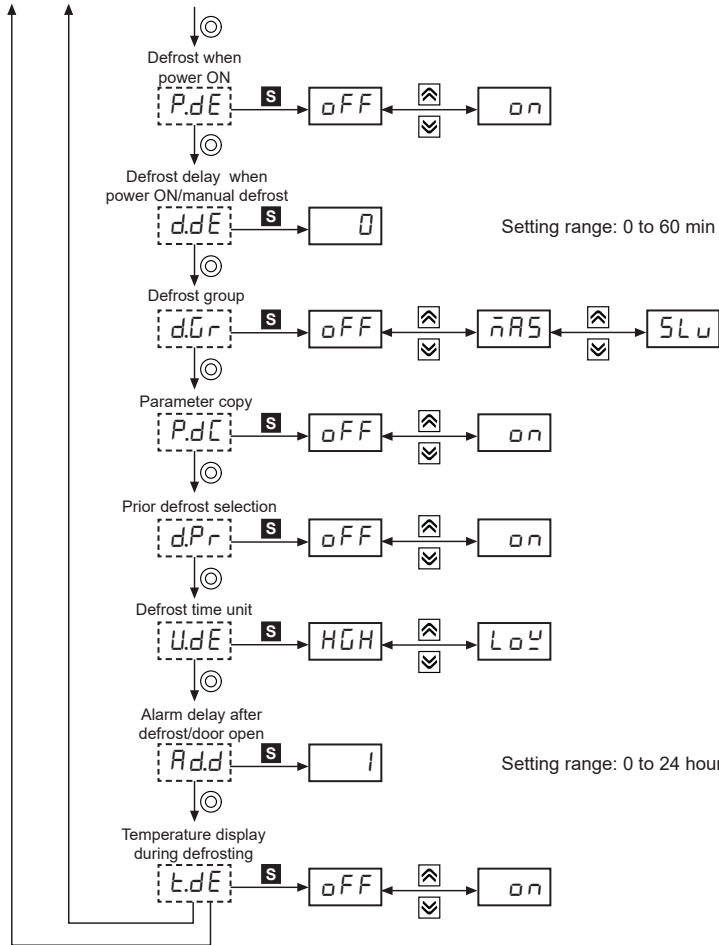 Defrost when
power ON
P.dE S oFF on
Defrost delay when
power ON/manual defrost
d.dE S 0 Setting range: 0 to 60 min
Defrost group
d.Gr S oFF mAS SLv
Parameter copy
P.dC S oFF on
Prior defrost selection
d.Pr S oFF on
Defrost time unit
U.dE S HGH LoW
Alarm delay after
defrost/door open
Ad.d S 1 Setting range: 0 to 24 hour
Temperature display
during defrosting
t.dE S oFF on